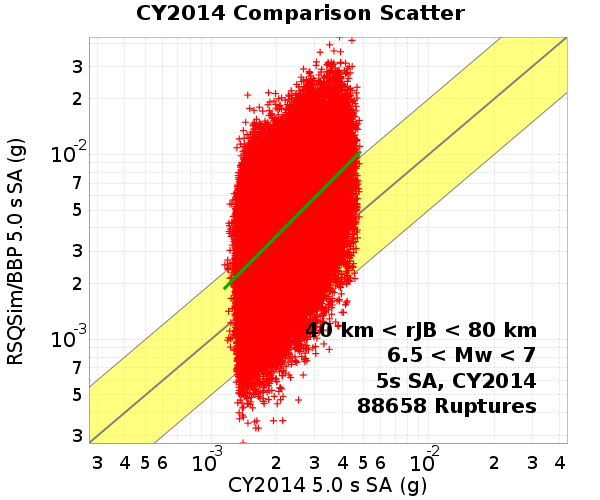 CY2014 Comparison Scatter
RSQSim/BBP 5.0 s SA (g)
3
2
10-2
7
5
3
2
10-3
7
5
3
40 km < rJB < 80 km
6.5 < Mw < 7
5s SA, CY2014
88658 Ruptures
3 4 5 6 10-3 2 3 4 5 6 10-2 2 3 4
CY2014 5.0 s SA (g)